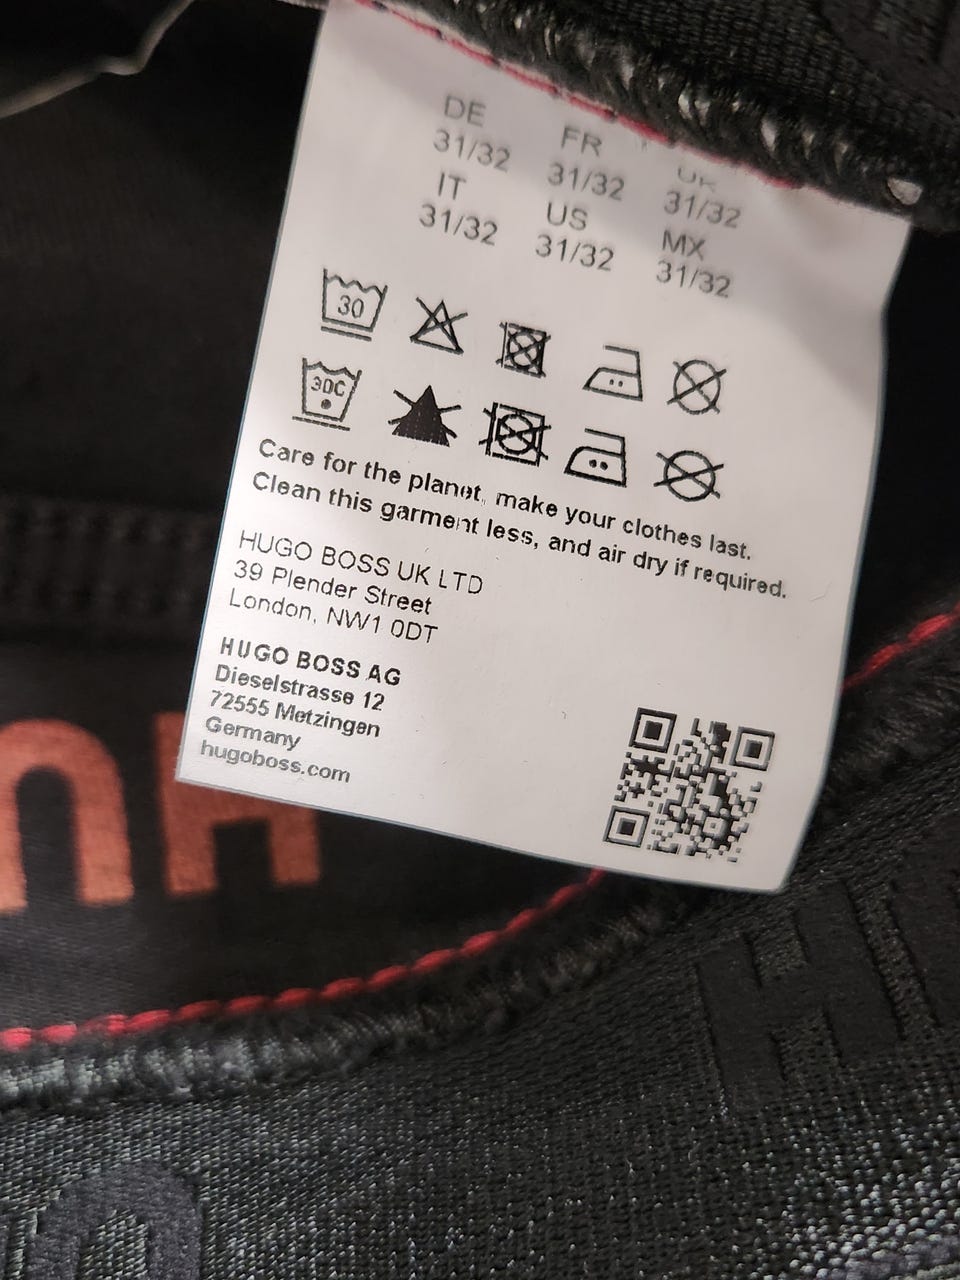 DE FR UK
31/32 31/32 31/32
IT US MX
31/32 31/32 31/32
30
30C
Care for the planet, make your clothes last.
Clean this garment less, and air dry if required.
HUGO BOSS UK LTD
39 Plender Street
London, NW1 0DT
HUGO BOSS AG
Dieselstrasse 12
72555 Metzingen
Germany
hugoboss.com